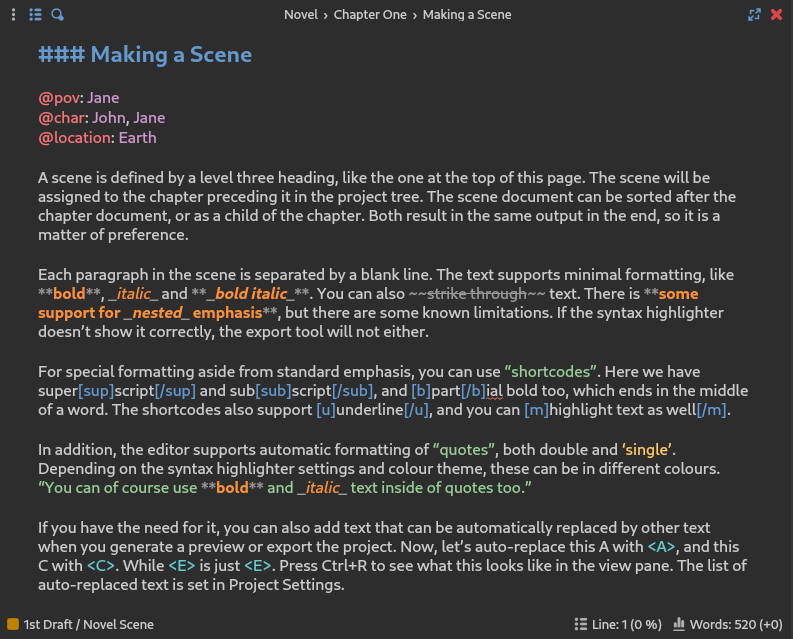 Novel › Chapter One › Making a Scene
### Making a Scene
@pov: Jane
@char: John, Jane
@location: Earth
A scene is defined by a level three heading, like the one at the top of this page. The scene will be
assigned to the chapter preceding it in the project tree. The scene document can be sorted after the
chapter document, or as a child of the chapter. Both result in the same output in the end, so it is a
matter of preference.
Each paragraph in the scene is separated by a blank line. The text supports minimal formatting, like
**bold**, _italic_ and **_bold italic_**. You can also ~~strike through~~ text. There is **some
support for _nested_ emphasis**, but there are some known limitations. If the syntax highlighter
doesn’t show it correctly, the export tool will not either.
For special formatting aside from standard emphasis, you can use “shortcodes”. Here we have
super[sup]script[/sup] and sub[sub]script[/sub], and [b]part[/b]ial bold too, which ends in the middle
of a word. The shortcodes also support [u]underline[/u], and you can [m]highlight text as well[/m].
In addition, the editor supports automatic formatting of “quotes”, both double and ‘single’.
Depending on the syntax highlighter settings and colour theme, these can be in different colours.
“You can of course use **bold** and _italic_ text inside of quotes too.”
If you have the need for it, you can also add text that can be automatically replaced by other text
when you generate a preview or export the project. Now, let’s auto-replace this A with <A>, and this
C with <C>. While <E> is just <E>. Press Ctrl+R to see what this looks like in the view pane. The list of
auto-replaced text is set in Project Settings.
1st Draft / Novel Scene
Line: 1 (0 %)
Words: 520 (+0)